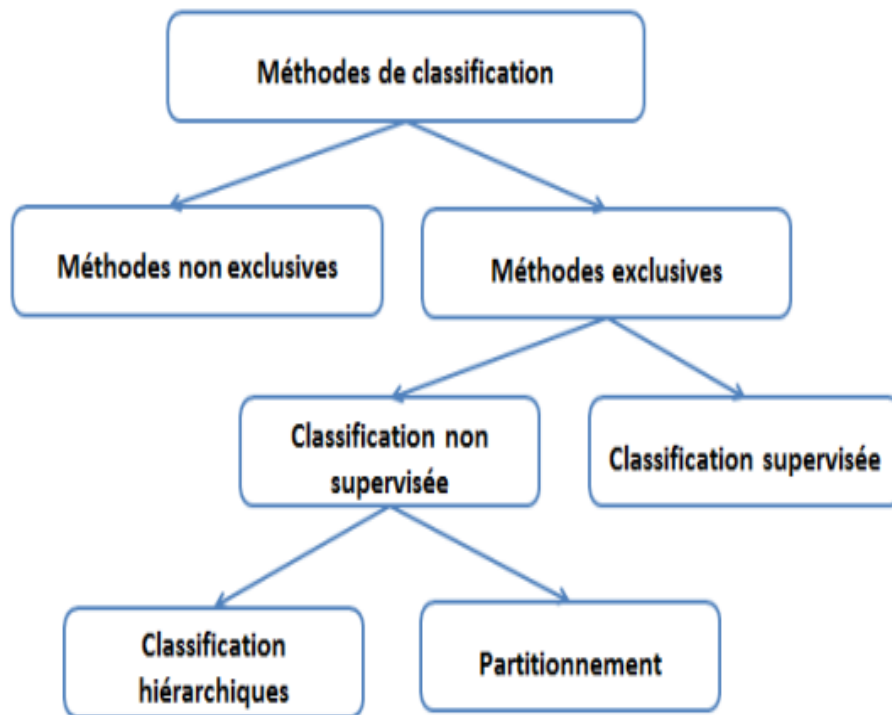 Méthodes de classification
Méthodes non exclusives
Méthodes exclusives
Classification non
supervisée
Classification supervisée
Classification
hiérarchiques
Partitionnement